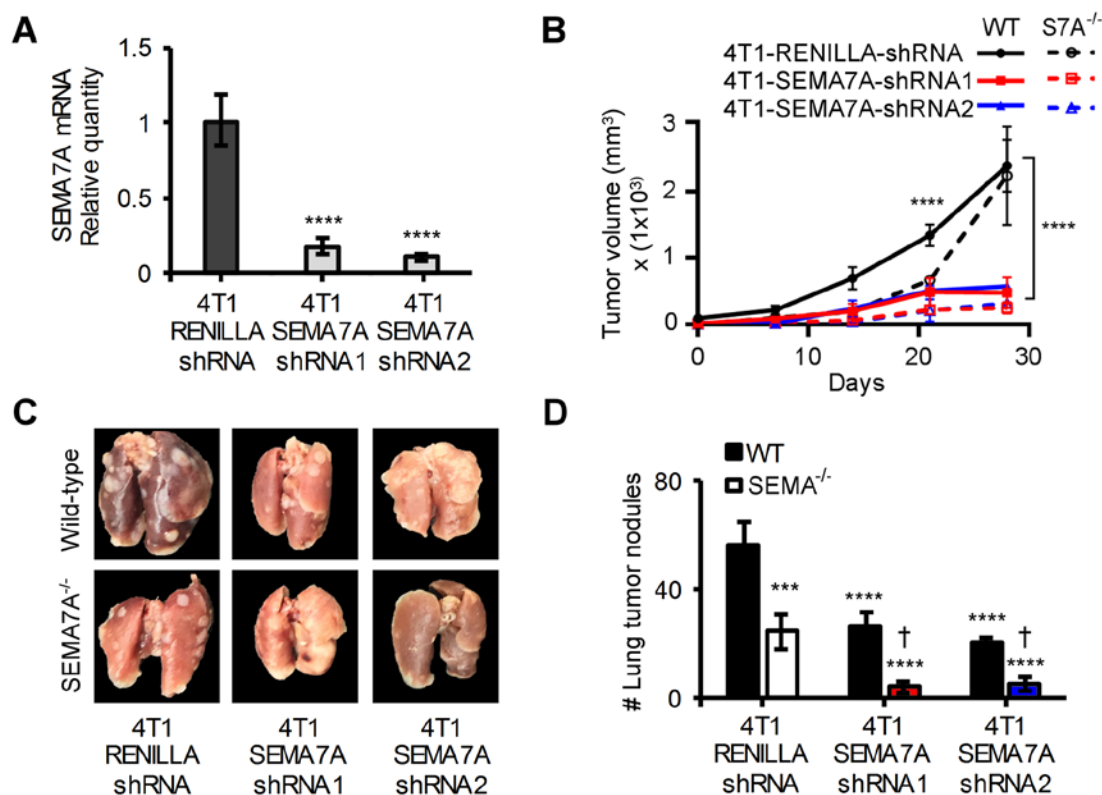 A
SEMA7A mRNA
Relative quantity
1.5
1
0.5
0
****
****
4T1
RENILLA
shRNA
4T1
SEMA7A
shRNA1
4T1
SEMA7A
shRNA2
B
WT
S7A-/-
4T1-RENILLA-shRNA
4T1-SEMA7A-shRNA1
4T1-SEMA7A-shRNA2
Tumor volume (mm³)
x (1x10³)
3
2
1
0
****
****
0
10
20
30
Days
C
Wild-type
SEMA7A-/-
4T1
RENILLA
shRNA
4T1
SEMA7A
shRNA1
4T1
SEMA7A
shRNA2
D
WT
SEMA-/-
# Lung tumor nodules
80
40
0
***
****
†
****
****
†
****
4T1
RENILLA
shRNA
4T1
SEMA7A
shRNA1
4T1
SEMA7A
shRNA2